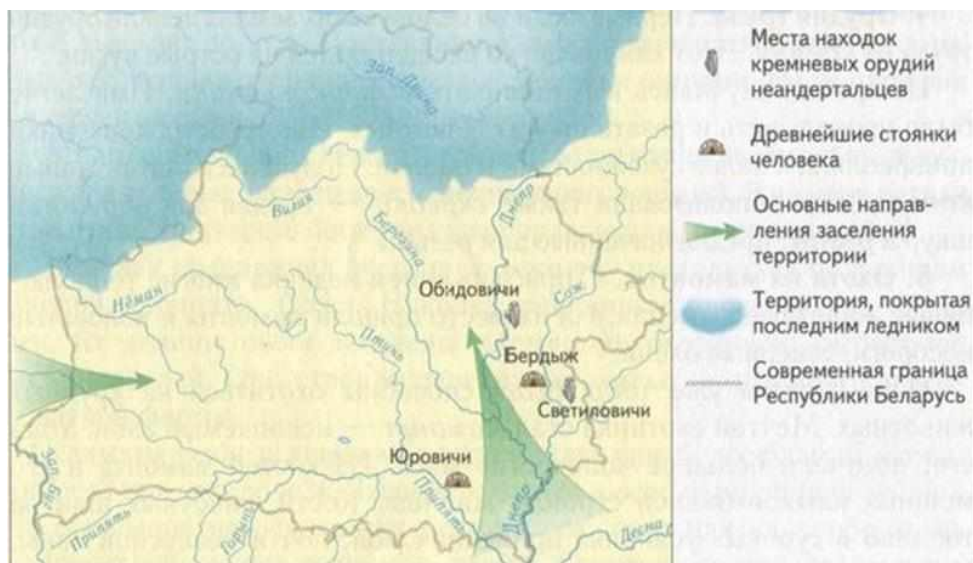 Зап. Двина
Вилия
Березина
Днепр
Сож
Нёман
Обидовичи
Птичь
Бердыж
Светиловичи
Юровичи
Зап. Буг
Припять
Горынь
Припять
Днепр
Десна
Места находок
кремневых орудий
неандертальцев
Древнейшие стоянки
человека
Основные направ-
ления заселения
территории
Территория, покрытая
последним ледником
Современная граница
Республики Беларусь